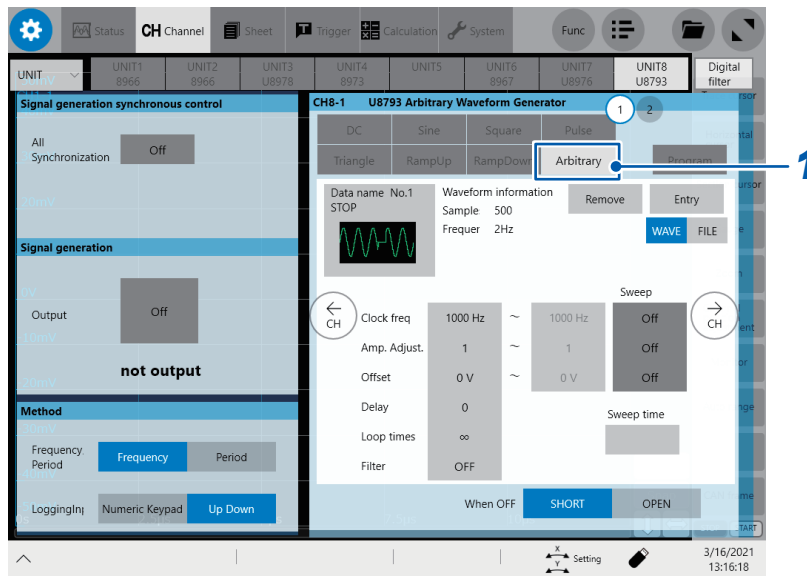 Status CH Channel Sheet Trigger Calculation System Func
UNIT UNIT1 UNIT2 UNIT3 UNIT4 UNIT5 UNIT6 UNIT7 UNIT8 Digital
8966 8966 U8978 8973 8967 U8976 U8793 filter
Signal generation synchronous control
All
Synchronization Off
Signal generation
Output Off
not output
Method
Frequency
Period Frequency Period
LoggingIn Numeric Keypad Up Down
CH8-1 U8793 Arbitrary Waveform Generator 1 2
DC Sine Square Pulse
Triangle RampUp RampDown Arbitrary Program
1
Data name No.1 Waveform information Remove Entry
STOP Sample 500
Frequer 2Hz WAVE FILE
Sweep
CH Clock freq 1000 Hz ~ 1000 Hz Off CH
Amp. Adjust. 1 ~ 1 Off
Offset 0 V ~ 0 V Off
Delay 0
Sweep time
Loop times ∞
Filter OFF
When OFF SHORT OPEN
X
Y Setting
3/16/2021
13:16:18